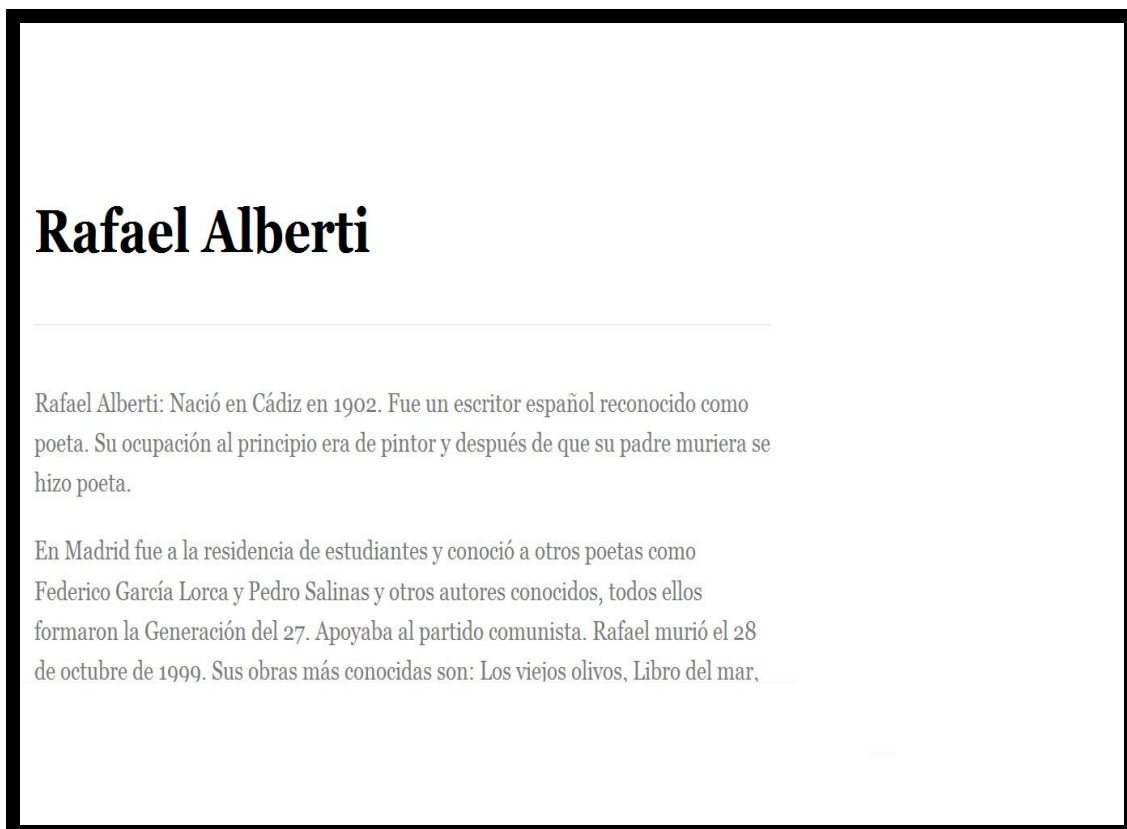 Rafael Alberti
Rafael Alberti: Nació en Cádiz en 1902. Fue un escritor español reconocido como
poeta. Su ocupación al principio era de pintor y después de que su padre muriera se
hizo poeta.
En Madrid fue a la residencia de estudiantes y conoció a otros poetas como
Federico García Lorca y Pedro Salinas y otros autores conocidos, todos ellos
formaron la Generación del 27. Apoyaba al partido comunista. Rafael murió el 28
de octubre de 1999. Sus obras más conocidas son: Los viejos olivos, Libro del mar,